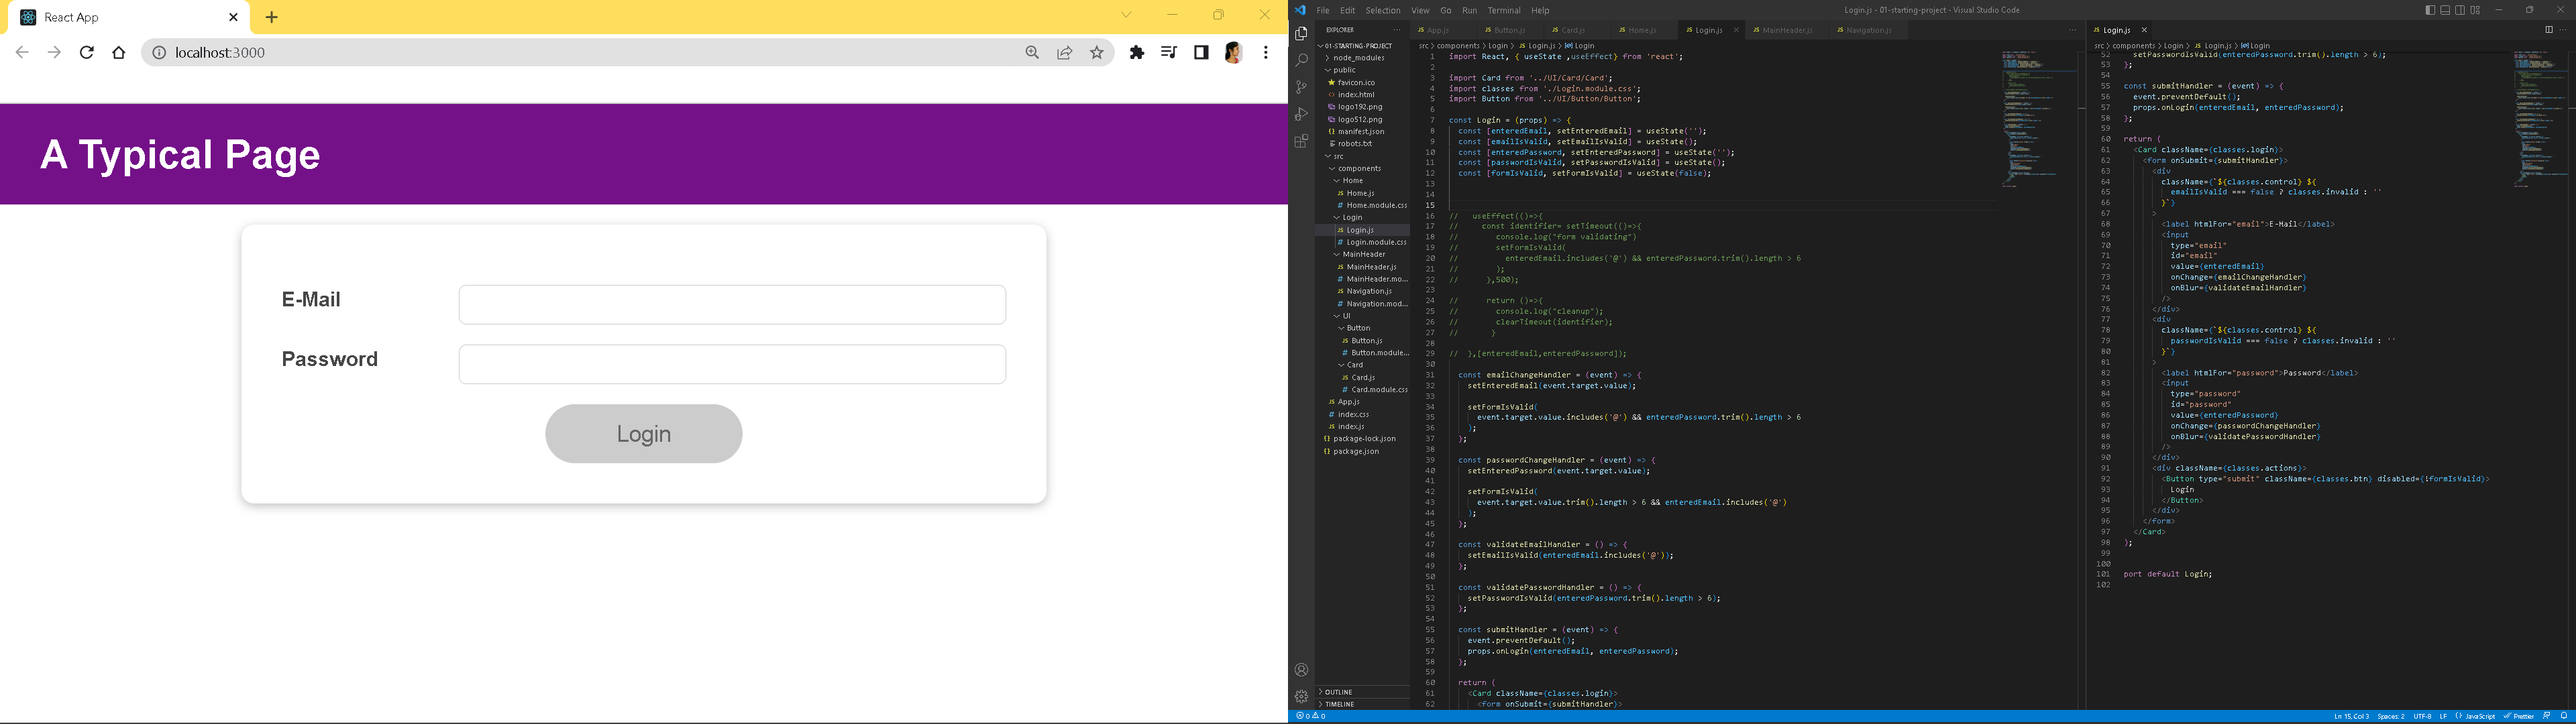 React App
localhost:3000
A Typical Page
E-Mail
Password
Login
File Edit Selection View Go Run Terminal Help
Login.js - 01-starting-project - Visual Studio Code
EXPLORER
01-STARTING-PROJECT
node_modules
public
favicon.ico
index.html
logo192.png
logo512.png
manifest.json
robots.txt
src
components
Home
Home.js
Home.module.css
Login
Login.js
Login.module.css
MainHeader
MainHeader.js
MainHeader.mo...
Navigation.js
Navigation.mod...
UI
Button
Button.js
Button.module...
Card
Card.js
Card.module.css
App.js
index.css
index.js
package-lock.json
package.json
OUTLINE
TIMELINE
App.js Button.js Card.js Home.js Login.js MainHeader.js Navigation.js
src > components > Login > Login.js > Login
1 import React, { useState ,useEffect} from 'react';
2
3 import Card from '../UI/Card/Card';
4 import classes from './Login.module.css';
5 import Button from '../UI/Button/Button';
6
7 const Login = (props) => {
8 const [enteredEmail, setEnteredEmail] = useState('');
9 const [emailIsValid, setEmailIsValid] = useState();
10 const [enteredPassword, setEnteredPassword] = useState('');
11 const [passwordIsValid, setPasswordIsValid] = useState();
12 const [formIsValid, setFormIsValid] = useState(false);
13
14
15
16 // useEffect(()=>{
17 // const identifier= setTimeout(()=>{
18 // console.log("form validating")
19 // setFormIsValid(
20 // enteredEmail.includes('@') && enteredPassword.trim().length > 6
21 // );
22 // },500);
23
24 // return ()=>{
25 // console.log("cleanup");
26 // clearTimeout(identifier);
27 // }
28
29 // },[enteredEmail,enteredPassword]);
30
31 const emailChangeHandler = (event) => {
32 setEnteredEmail(event.target.value);
33
34 setFormIsValid(
35 event.target.value.includes('@') && enteredPassword.trim().length > 6
36 );
37 };
38
39 const passwordChangeHandler = (event) => {
40 setEnteredPassword(event.target.value);
41
42 setFormIsValid(
43 event.target.value.trim().length > 6 && enteredEmail.includes('@')
44 );
45 };
46
47 const validateEmailHandler = () => {
48 setEmailIsValid(enteredEmail.includes('@'));
49 };
50
51 const validatePasswordHandler = () => {
52 setPasswordIsValid(enteredPassword.trim().length > 6);
53 };
54
55 const submitHandler = (event) => {
56 event.preventDefault();
57 props.onLogin(enteredEmail, enteredPassword);
58 };
59
60 return (
61 <Card className={classes.login}>
62 <form onSubmit={submitHandler}>
Login.js
src > components > Login > Login.js > Login
52 setPasswordIsValid(enteredPassword.trim().length > 6);
53 };
54
55 const submitHandler = (event) => {
56 event.preventDefault();
57 props.onLogin(enteredEmail, enteredPassword);
58 };
59
60 return (
61 <Card className={classes.login}>
62 <form onSubmit={submitHandler}>
63 <div
64 className={`${classes.control} ${
65 emailIsValid === false ? classes.invalid : ''
66 }`}
67 >
68 <label htmlFor="email">E-Mail</label>
69 <input
70 type="email"
71 id="email"
72 value={enteredEmail}
73 onChange={emailChangeHandler}
74 onBlur={validateEmailHandler}
75 />
76 </div>
77 <div
78 className={`${classes.control} ${
79 passwordIsValid === false ? classes.invalid : ''
80 }`}
81 >
82 <label htmlFor="password">Password</label>
83 <input
84 type="password"
85 id="password"
86 value={enteredPassword}
87 onChange={passwordChangeHandler}
88 onBlur={validatePasswordHandler}
89 />
90 </div>
91 <div className={classes.actions}>
92 <Button type="submit" className={classes.btn} disabled={!formIsValid}>
93 Login
94 </Button>
95 </div>
96 </form>
97 </Card>
98 );
99
100
101 port default Login;
102
0 0
Ln 15, Col 3 Spaces: 2 UTF-8 LF JavaScript Prettier